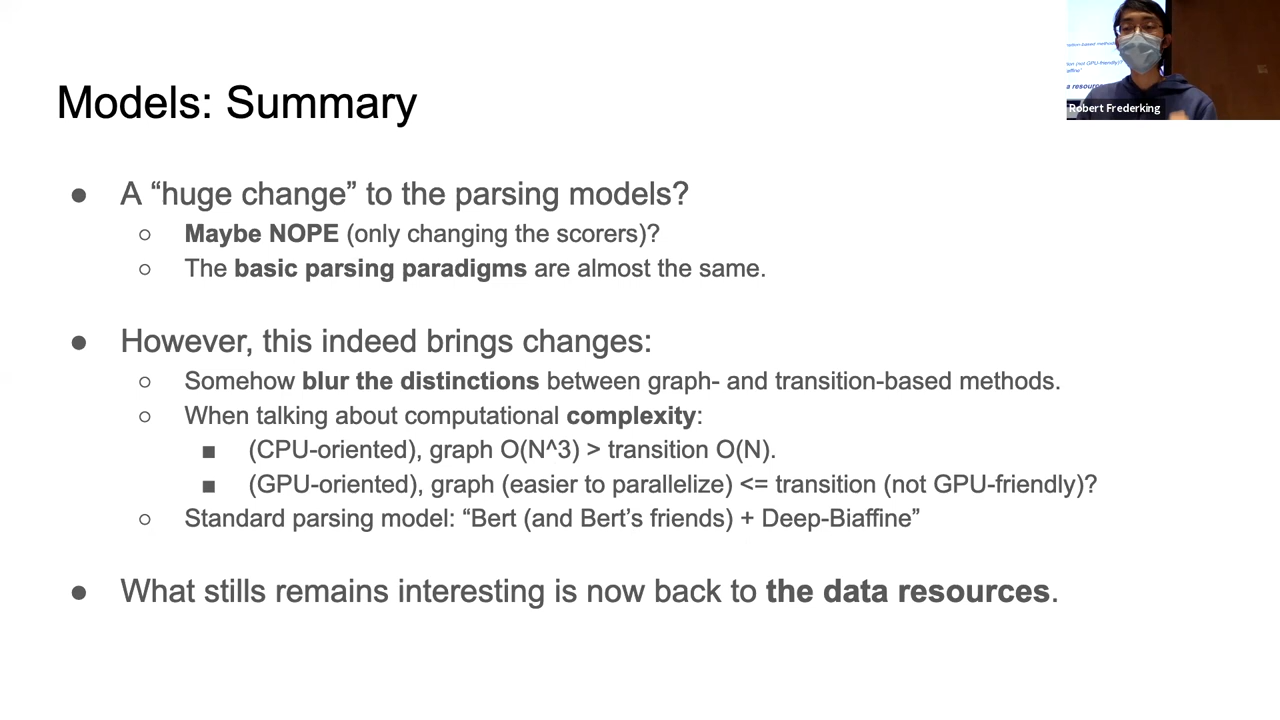 Models: Summary
● A “huge change” to the parsing models?
○ Maybe NOPE (only changing the scorers)?
○ The basic parsing paradigms are almost the same.
● However, this indeed brings changes:
○ Somehow blur the distinctions between graph- and transition-based methods.
○ When talking about computational complexity:
■ (CPU-oriented), graph O(N^3) > transition O(N).
■ (GPU-oriented), graph (easier to parallelize) <= transition (not GPU-friendly)?
○ Standard parsing model: “Bert (and Bert’s friends) + Deep-Biaffine”
● What stills remains interesting is now back to the data resources.
Robert Frederking